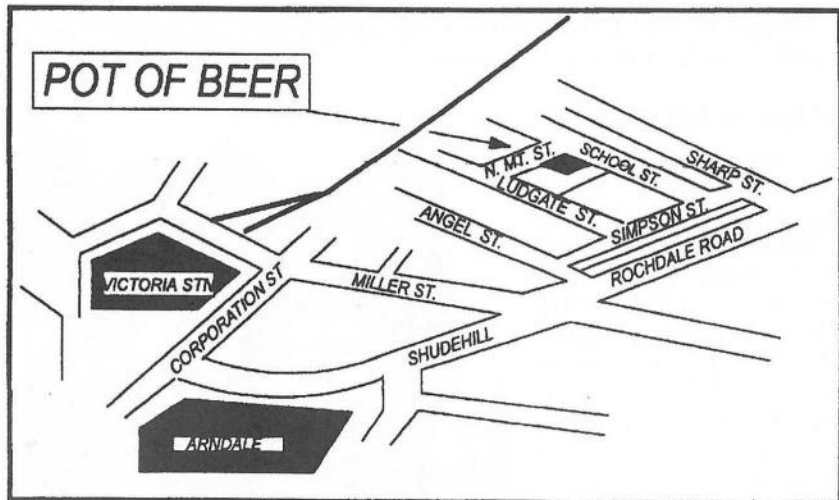 POT OF BEER
N. MT. ST.
SCHOOL ST.
SHARP ST.
LUDGATE ST.
ANGEL ST.
SIMPSON ST.
ROCHDALE ROAD
VICTORIA STN
CORPORATION ST
MILLER ST.
SHUDEHILL
ARNDALE